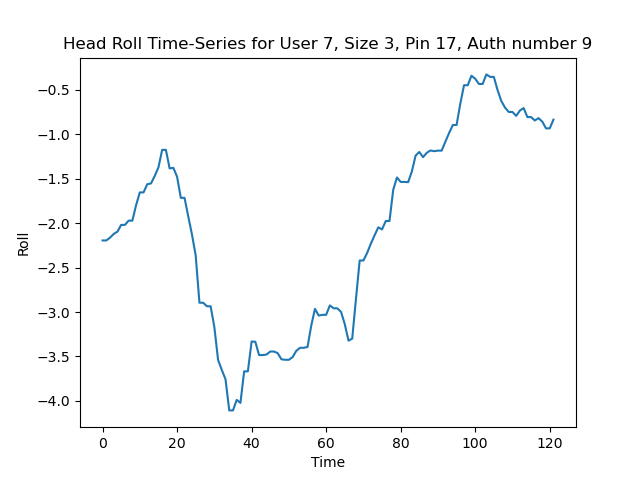 Head Roll Time-Series for User 7, Size 3, Pin 17, Auth number 9
−0.5
−1.0
−1.5
−2.0
−2.5
−3.0
−3.5
−4.0
Roll
0 20 40 60 80 100 120
Time